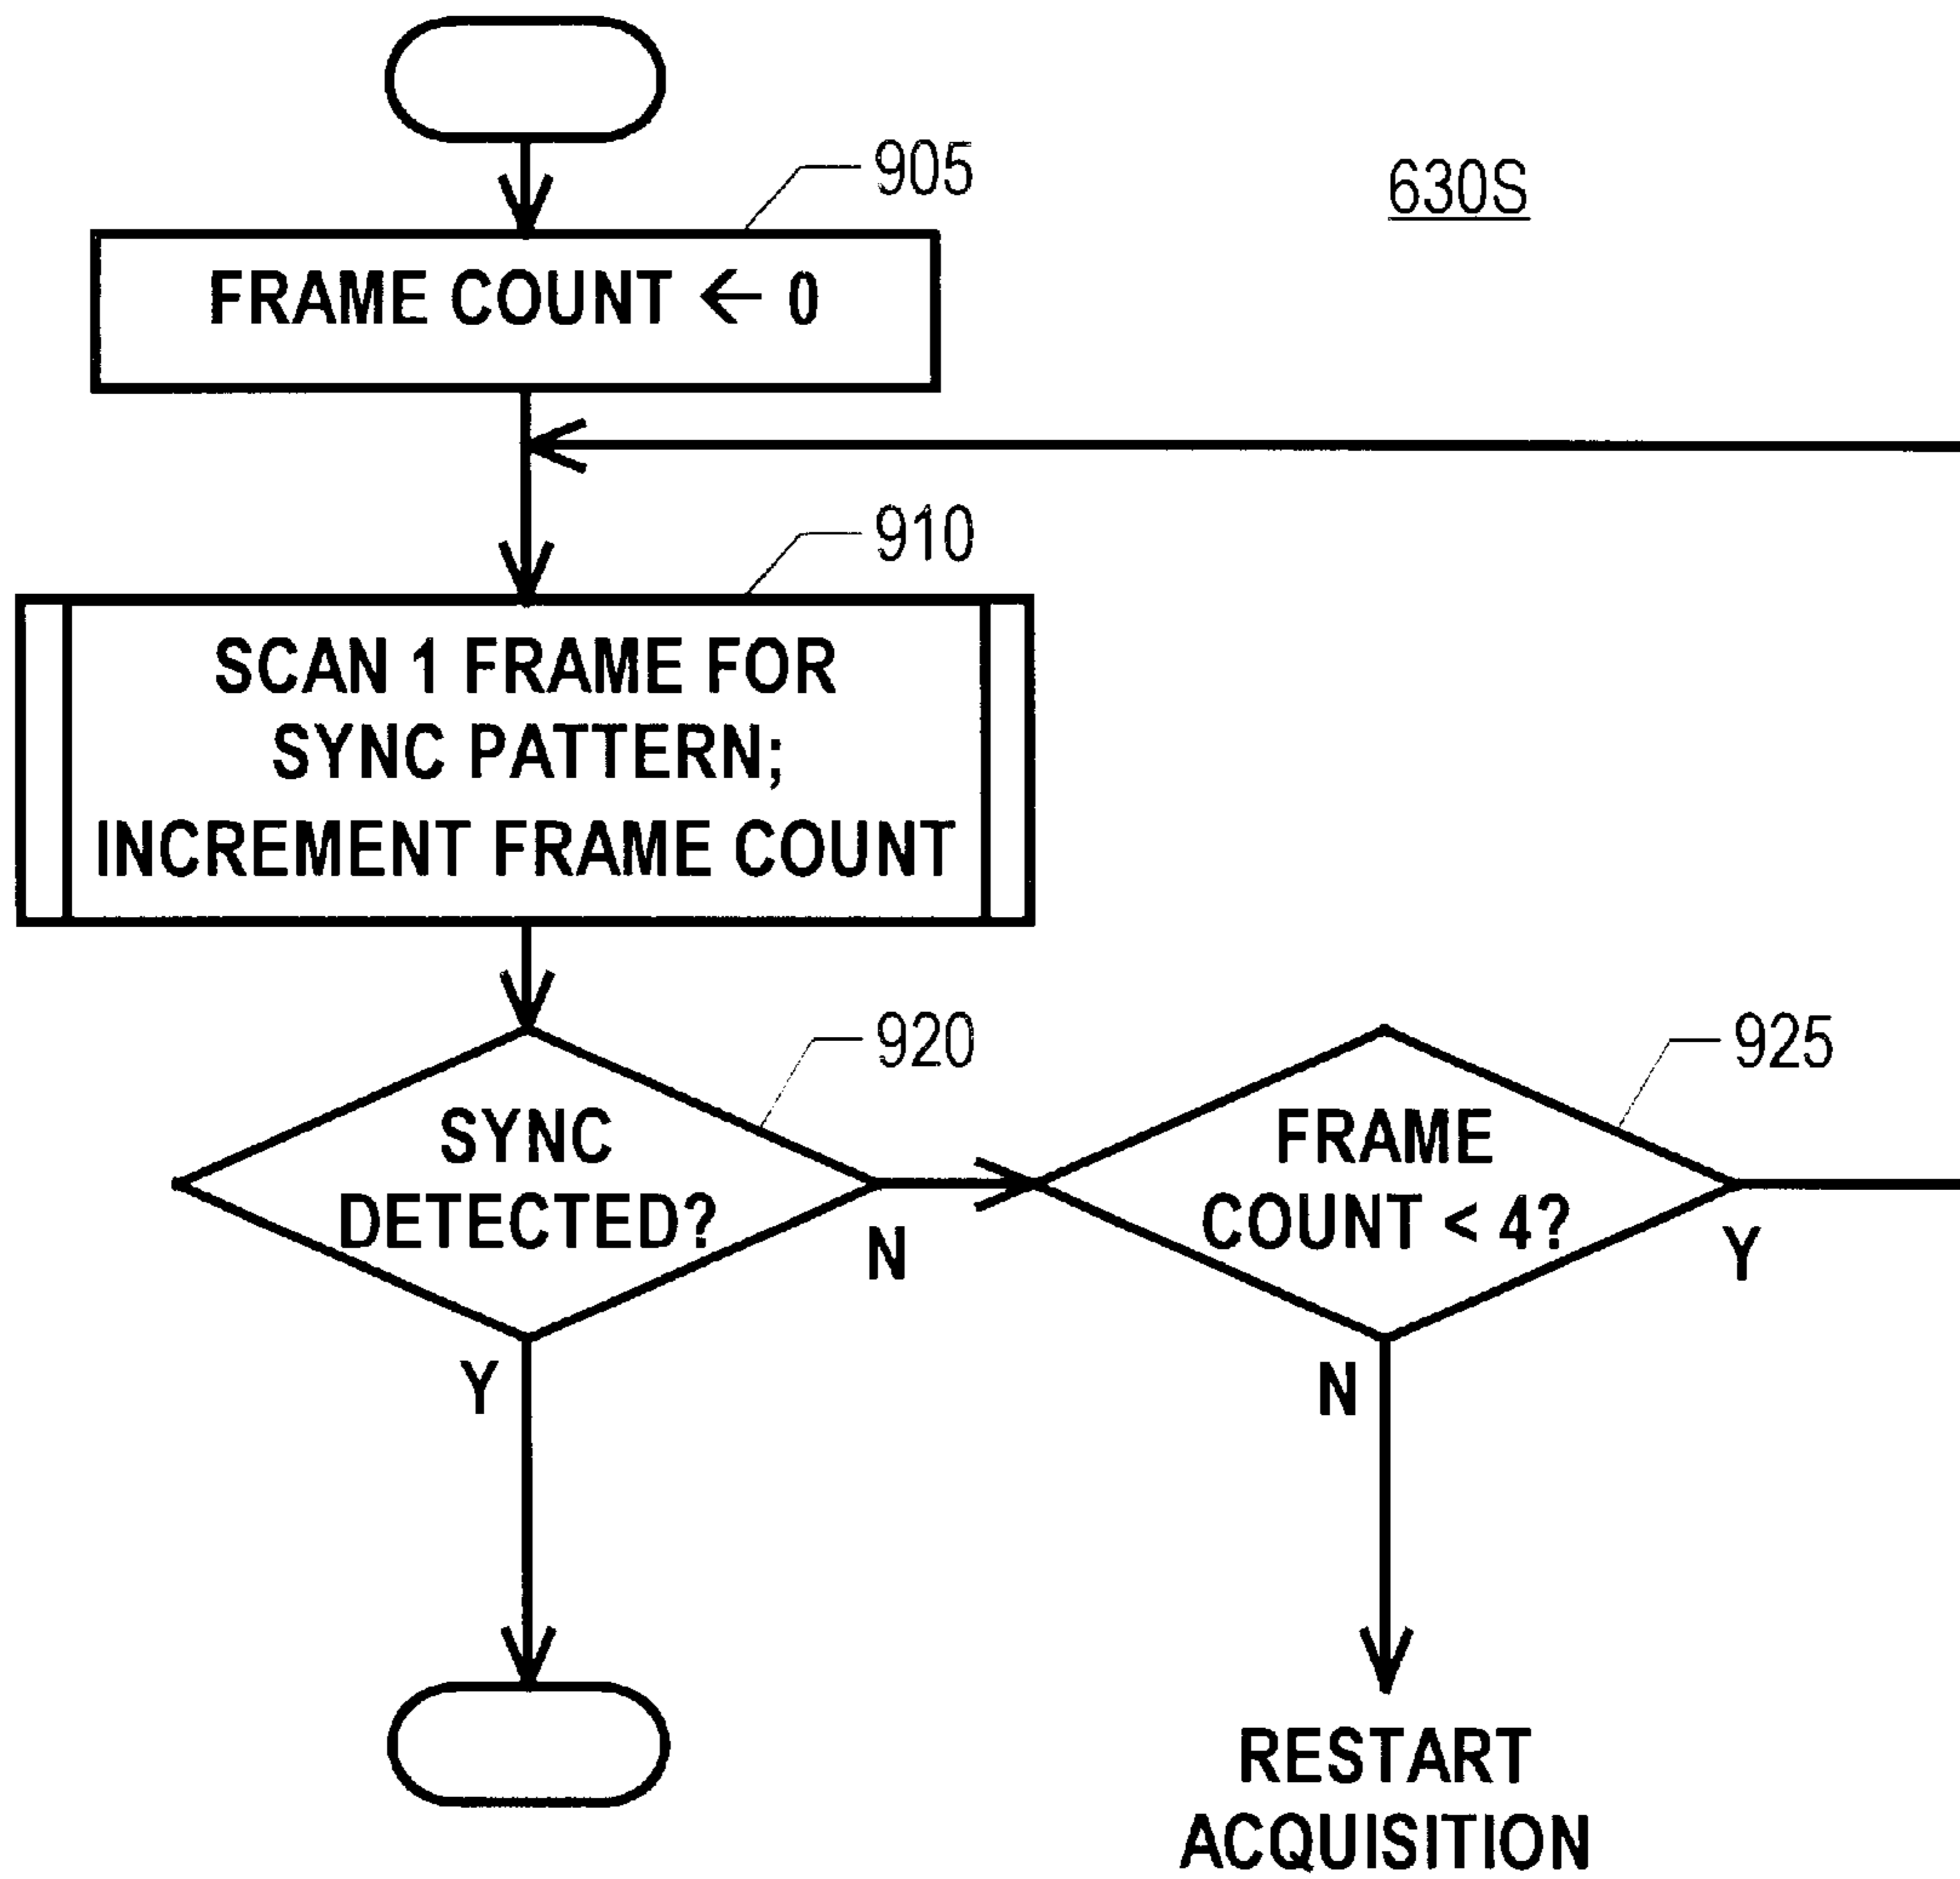 905
630S
FRAME COUNT ← 0
910
SCAN 1 FRAME FOR
SYNC PATTERN;
INCREMENT FRAME COUNT
920
SYNC
DETECTED?
N
Y
925
FRAME
COUNT < 4?
Y
N
RESTART
ACQUISITION